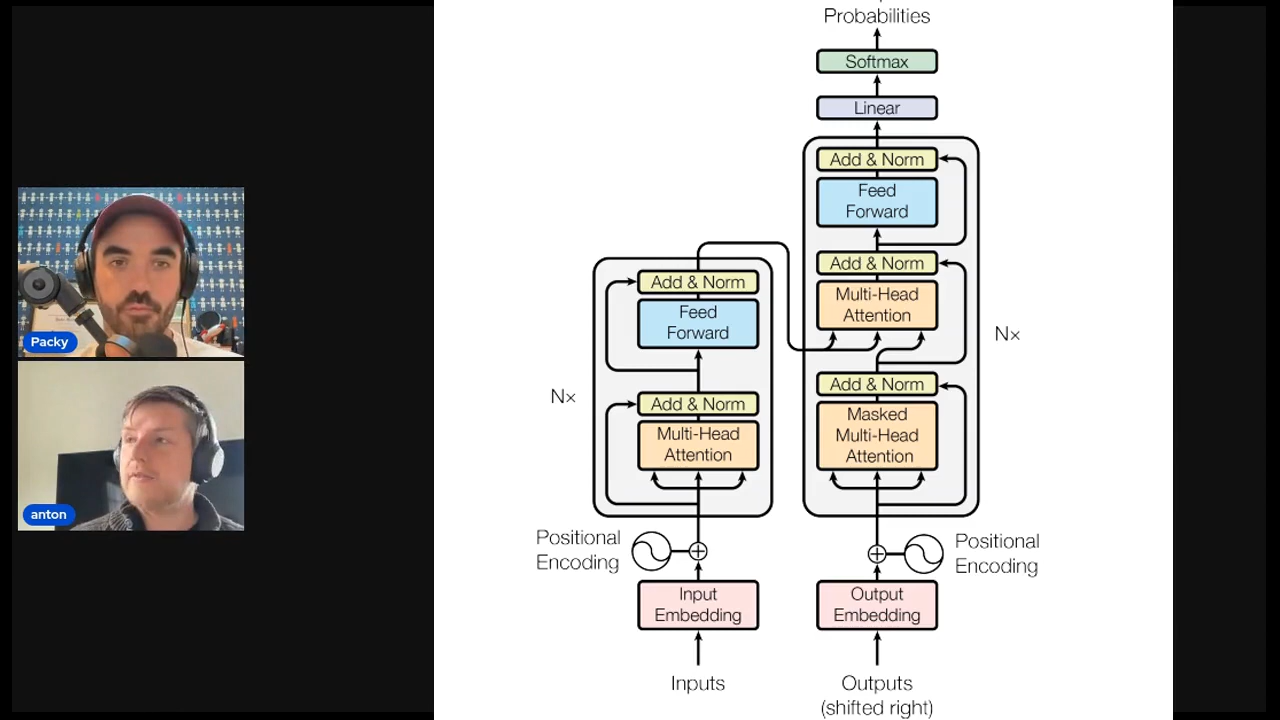 Packy
anton
Probabilities
Softmax
Linear
Add & Norm
Feed
Forward
Add & Norm
Multi-Head
Attention
Add & Norm
Masked
Multi-Head
Attention
Nx
Add & Norm
Feed
Forward
Add & Norm
Multi-Head
Attention
Nx
Positional
Encoding
Positional
Encoding
Input
Embedding
Output
Embedding
Inputs
Outputs
(shifted right)